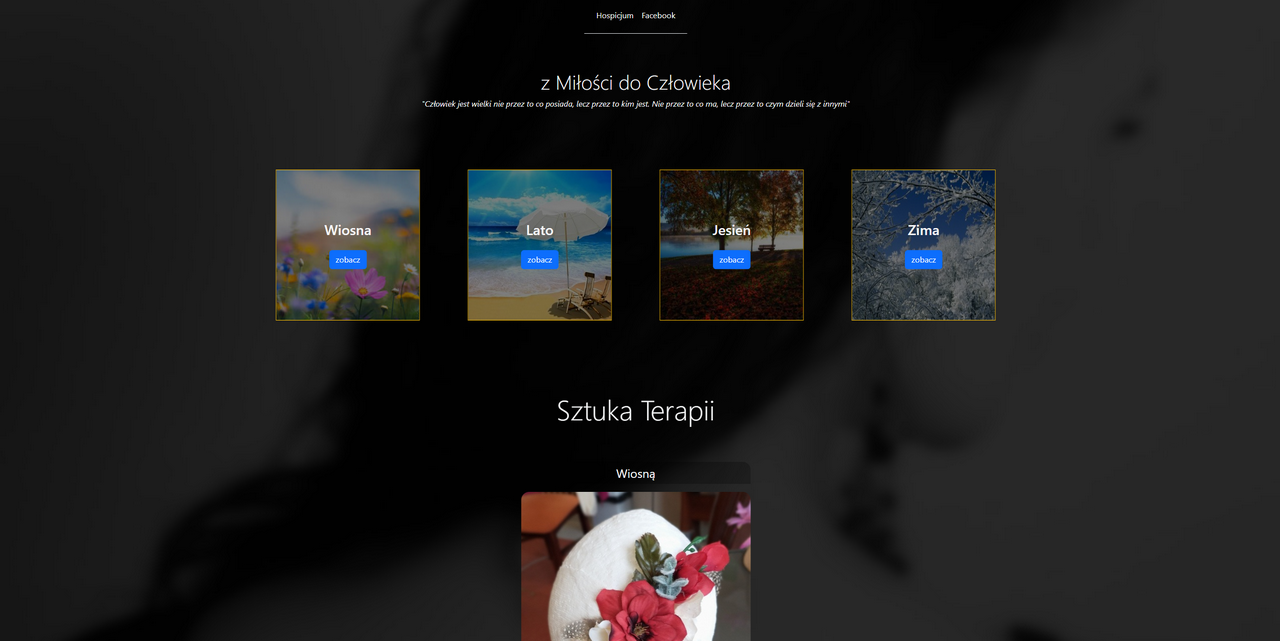 Hospicjum Facebook
z Miłości do Człowieka
"Człowiek jest wielki nie przez to co posiada, lecz przez to kim jest. Nie przez to co ma, lecz przez to czym dzieli się z innymi"
Wiosna Lato Jesień Zima
zobacz zobacz zobacz zobacz
Sztuka Terapii
Wiosną